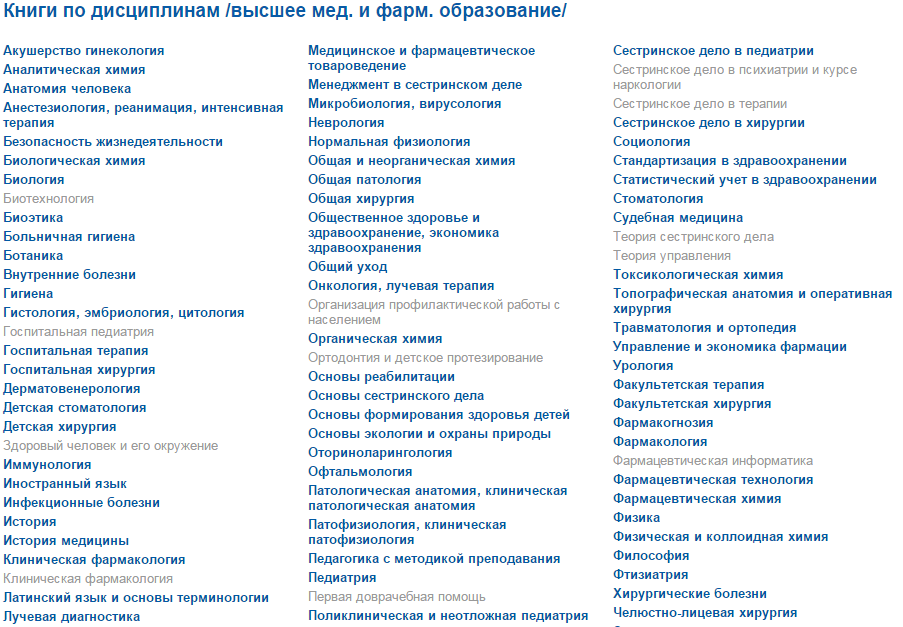 Книги по дисциплинам /высшее мед. и фарм. образование/
Акушерство гинекология
Аналитическая химия
Анатомия человека
Анестезиология, реанимация, интенсивная
терапия
Безопасность жизнедеятельности
Биологическая химия
Биология
Биотехнология
Биоэтика
Больничная гигиена
Ботаника
Внутренние болезни
Гигиена
Гистология, эмбриология, цитология
Госпитальная педиатрия
Госпитальная терапия
Госпитальная хирургия
Дерматовенерология
Детская стоматология
Детская хирургия
Здоровый человек и его окружение
Иммунология
Иностранный язык
Инфекционные болезни
История
История медицины
Клиническая фармакология
Клиническая фармакология
Латинский язык и основы терминологии
Лучевая диагностика
Медицинское и фармацевтическое
товароведение
Менеджмент в сестринском деле
Микробиология, вирусология
Неврология
Нормальная физиология
Общая и неорганическая химия
Общая патология
Общая хирургия
Общественное здоровье и
здравоохранение, экономика
здравоохранения
Общий уход
Онкология, лучевая терапия
Организация профилактической работы с
населением
Органическая химия
Ортодонтия и детское протезирование
Основы реабилитации
Основы сестринского дела
Основы формирования здоровья детей
Основы экологии и охраны природы
Оториноларингология
Офтальмология
Патологическая анатомия, клиническая
патологическая анатомия
Патофизиология, клиническая
патофизиология
Педагогика с методикой преподавания
Педиатрия
Первая доврачебная помощь
Поликлиническая и неотложная педиатрия
Сестринское дело в педиатрии
Сестринское дело в психиатрии и курсе
наркологии
Сестринское дело в терапии
Сестринское дело в хирургии
Социология
Стандартизация в здравоохранении
Статистический учет в здравоохранении
Стоматология
Судебная медицина
Теория сестринского дела
Теория управления
Токсикологическая химия
Топографическая анатомия и оперативная
хирургия
Травматология и ортопедия
Управление и экономика фармации
Урология
Факультетская терапия
Факультетская хирургия
Фармакогнозия
Фармакология
Фармацевтическая информатика
Фармацевтическая технология
Фармацевтическая химия
Физика
Физическая и коллоидная химия
Философия
Фтизиатрия
Хирургические болезни
Челюстно-лицевая хирургия